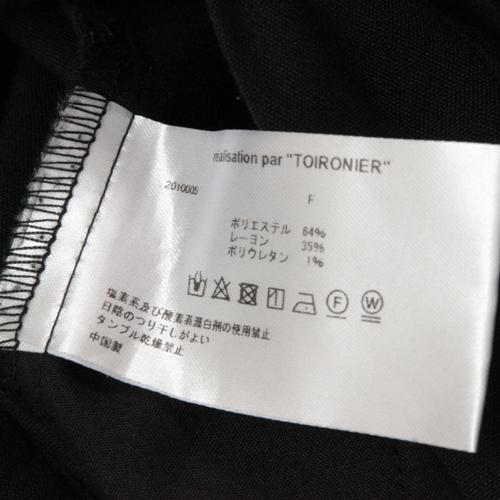 réalisation par "TOIRONIER"
2010005
F
ポリエステル 64%
レーヨン 35%
ポリウレタン 1%
F W
塩素系及び酸素系漂白剤の使用禁止
日陰のつり干しがよい
タンブル乾燥禁止
中国製